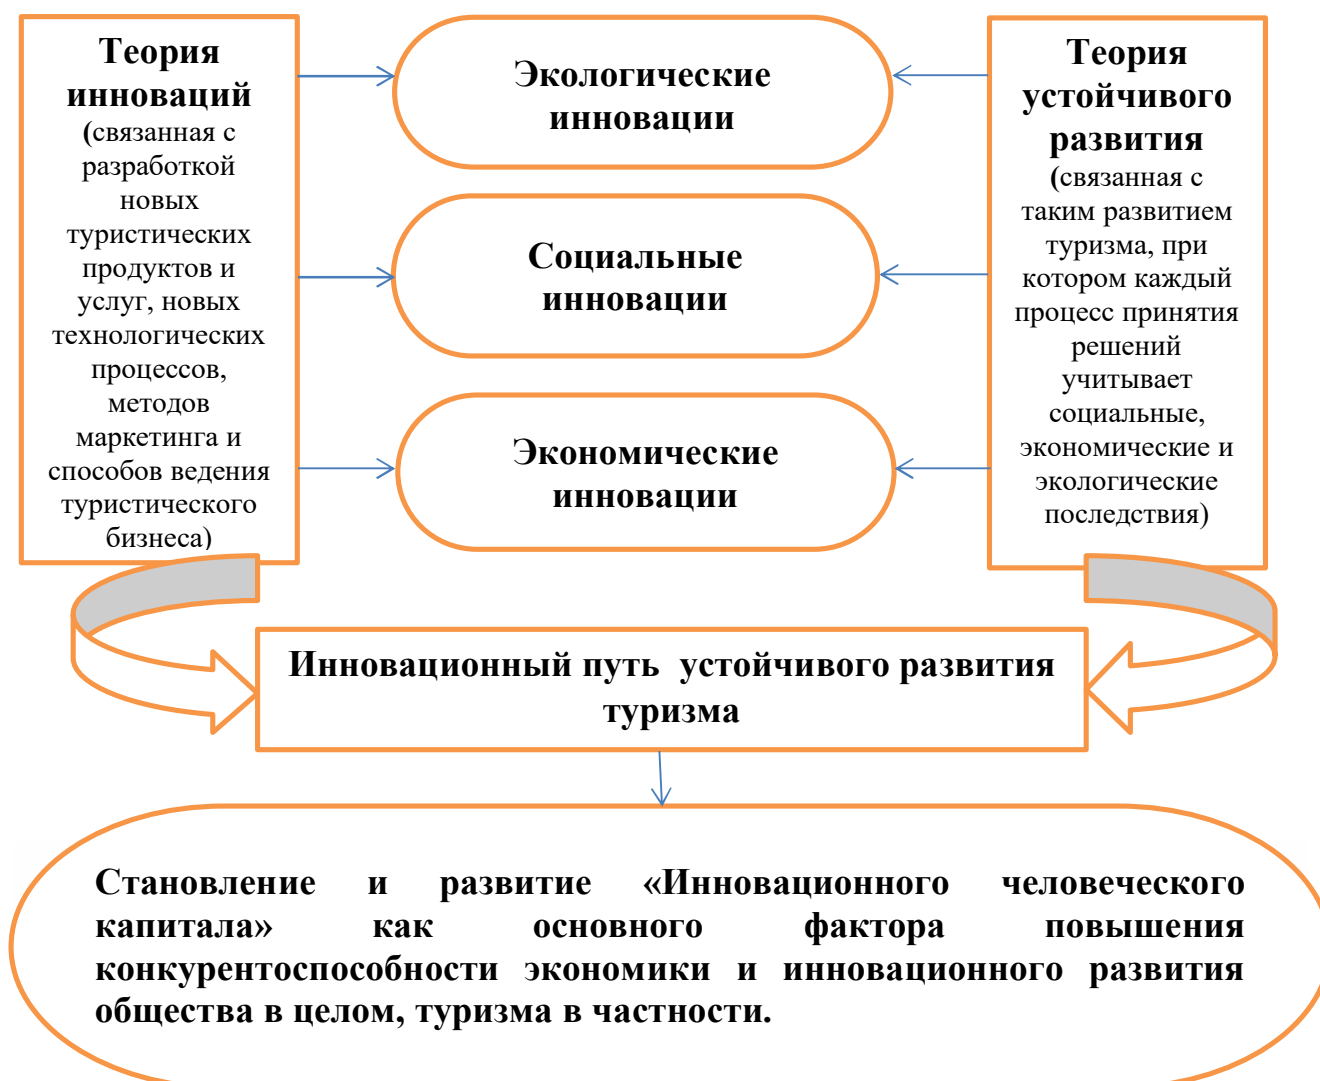 Теория
инноваций
(связанная с
разработкой
новых
туристических
продуктов и
услуг, новых
технологических
процессов,
методов
маркетинга и
способов ведения
туристического
бизнеса)
Экологические
инновации
Социальные
инновации
Экономические
инновации
Теория
устойчивого
развития
(связанная с
таким развитием
туризма, при
котором каждый
процесс принятия
решений
учитывает
социальные,
экономические и
экологические
последствия)
Инновационный путь устойчивого развития
туризма
Становление и развитие «Инновационного человеческого
капитала» как основного фактора повышения
конкурентоспособности экономики и инновационного развития
общества в целом, туризма в частности.